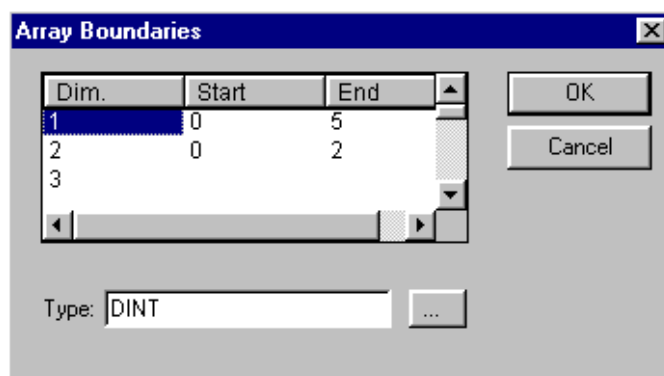 Array Boundaries
Dim. Start End
1 0 5
2 0 2
3
OK
Cancel
Type: DINT ...